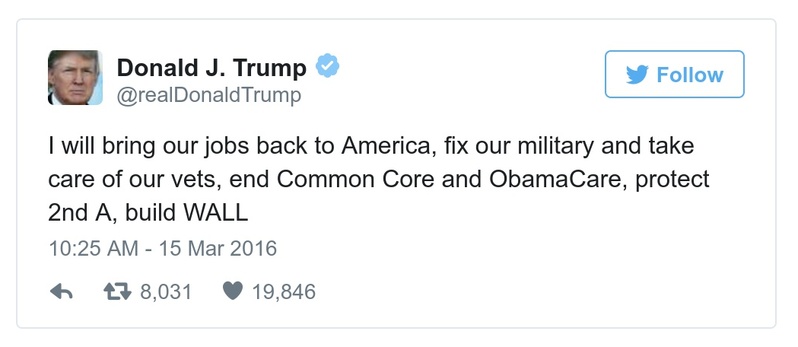 Donald J. Trump
@realDonaldTrump
Follow
I will bring our jobs back to America, fix our military and take
care of our vets, end Common Core and ObamaCare, protect
2nd A, build WALL
10:25 AM - 15 Mar 2016
8,031 19,846